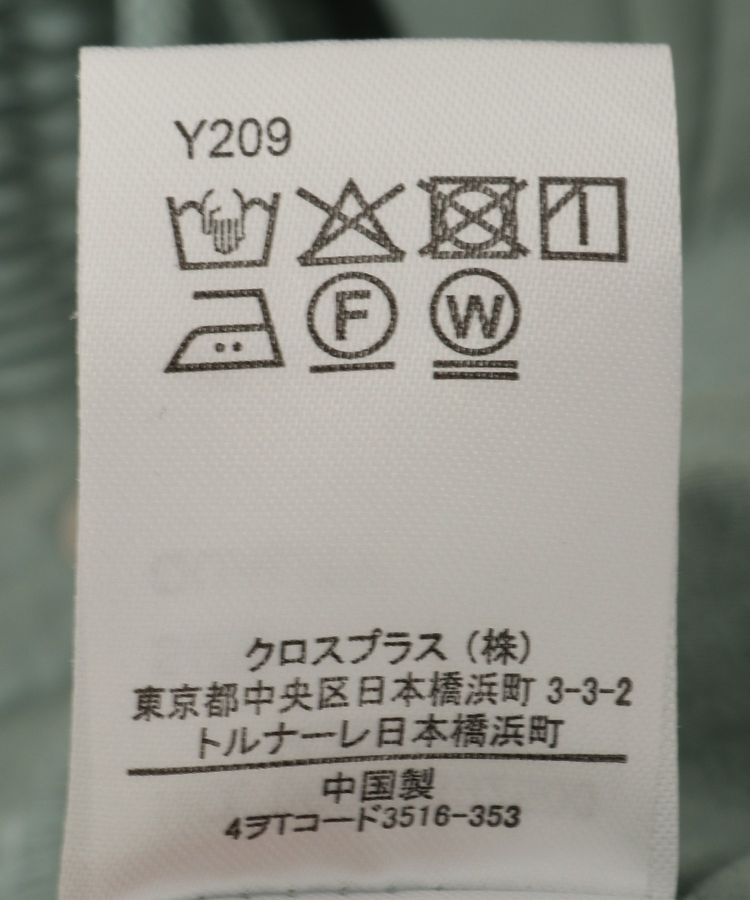 Y209
F W
クロスプラス（株）
東京都中央区日本橋浜町 3-3-2
トルナーレ日本橋浜町
中国製
4ヲTコード3516-353